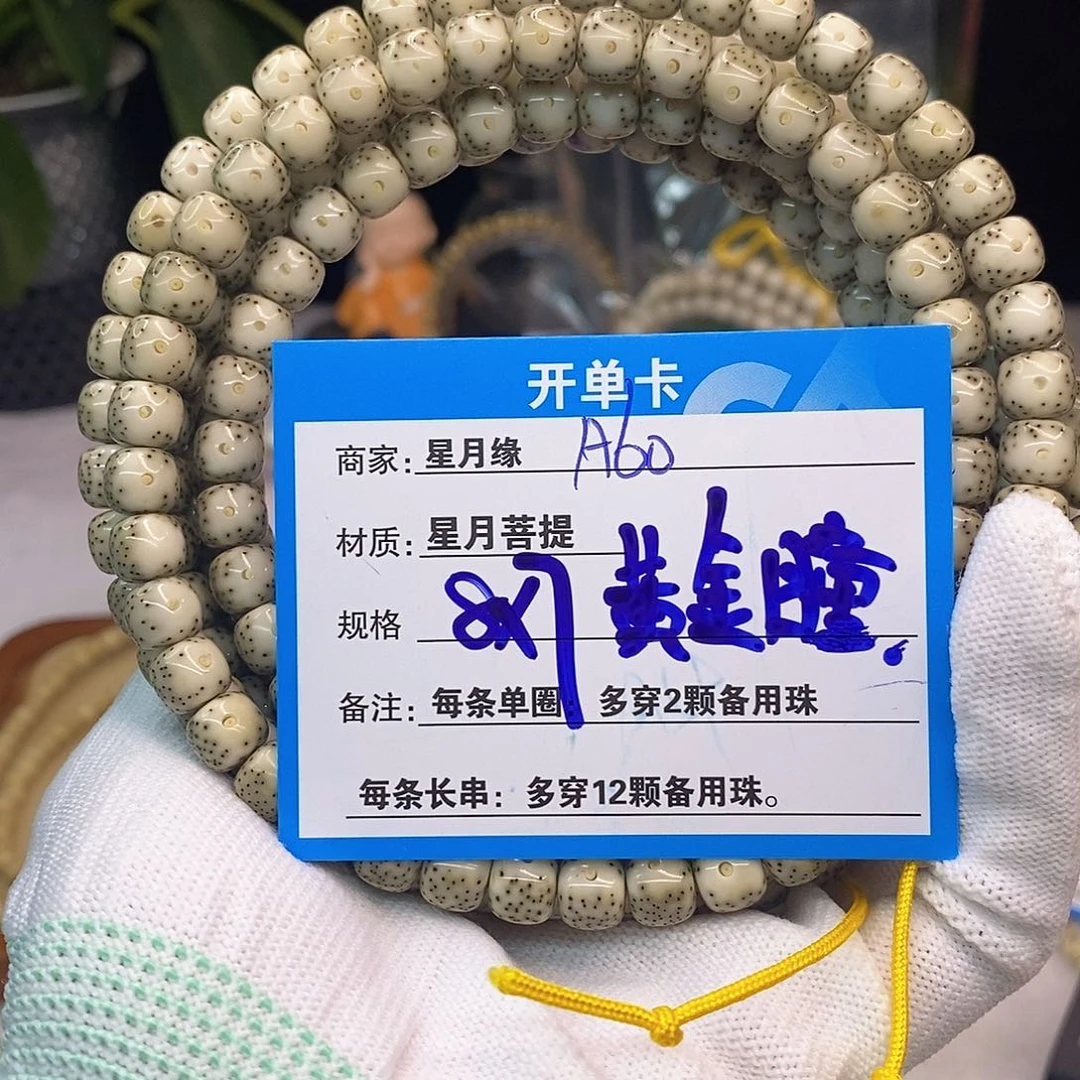 开单卡
商家: 星月缘 A60
材质: 星月菩提
规格 8x7 黄金瞳.
备注: 每条单圈: 多穿2颗备用珠
每条长串: 多穿12颗备用珠。